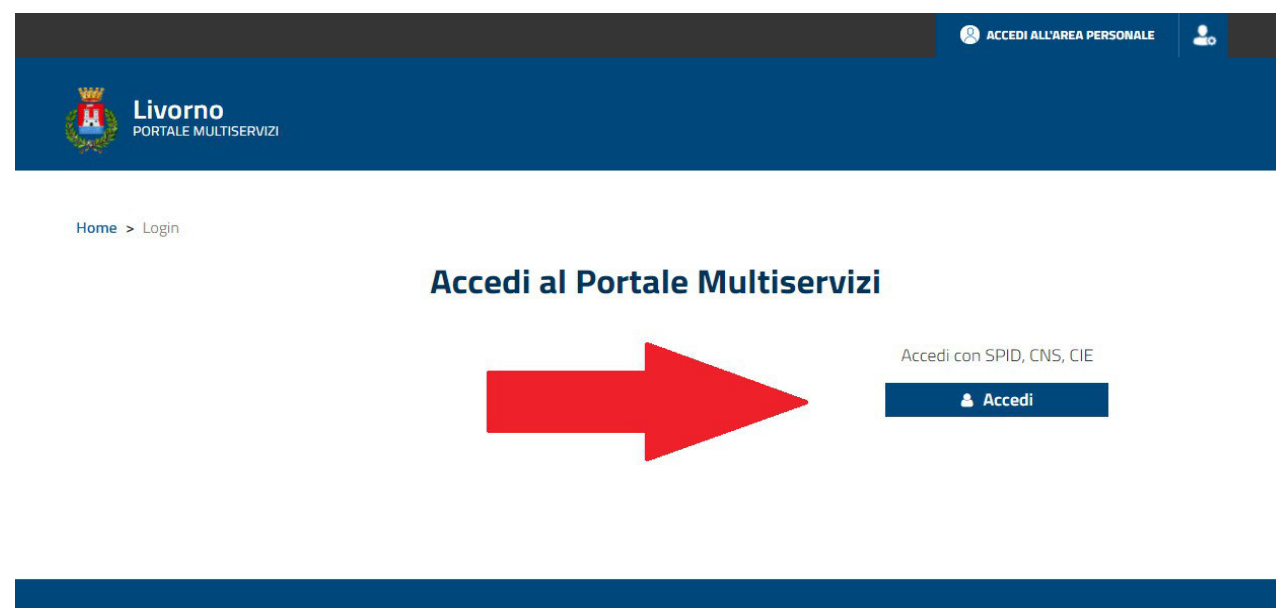 ACCEDI ALL'AREA PERSONALE
Livorno
PORTALE MULTISERVIZI
Home > Login
Accedi al Portale Multiservizi
Accedi con SPID, CNS, CIE
Accedi